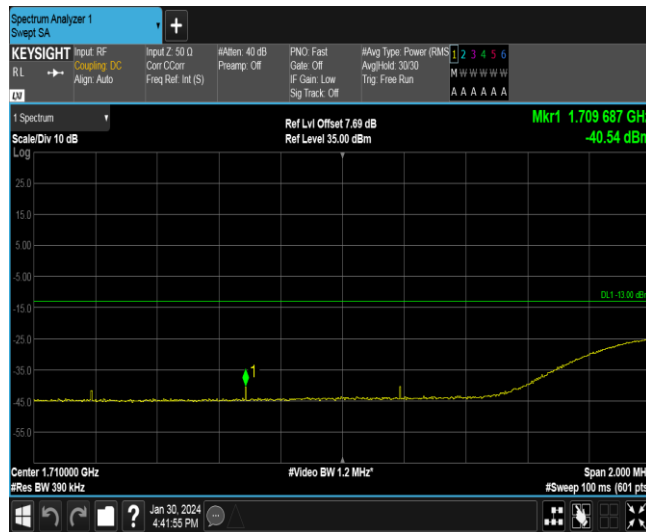 Spectrum Analyzer 1
Swept SA
KEYSIGHT
RL
LXI
Input: RF
Coupling: DC
Align: Auto
Input Z: 50 Ω
Corr CCorr
Freq Ref: Int (S)
#Atten: 40 dB
Preamp: Off
PNO: Fast
Gate: Off
IF Gain: Low
Sig Track: Off
#Avg Type: Power (RMS
Avg|Hold: 30/30
Trig: Free Run
1 2 3 4 5 6
M W W W W W
A A A A A A
1 Spectrum
Scale/Div 10 dB
Log
Ref Lvl Offset 7.69 dB
Ref Level 35.00 dBm
Mkr1 1.709 687 GHz
-40.54 dBm
25.0
15.0
5.00
-5.00
DL1 -13.00 dBm
-15.0
-25.0
-35.0
1
-45.0
-55.0
Center 1.710000 GHz
#Res BW 390 kHz
#Video BW 1.2 MHz*
Span 2.000 MH
#Sweep 100 ms (601 pts
?
Jan 30, 2024
4:41:55 PM